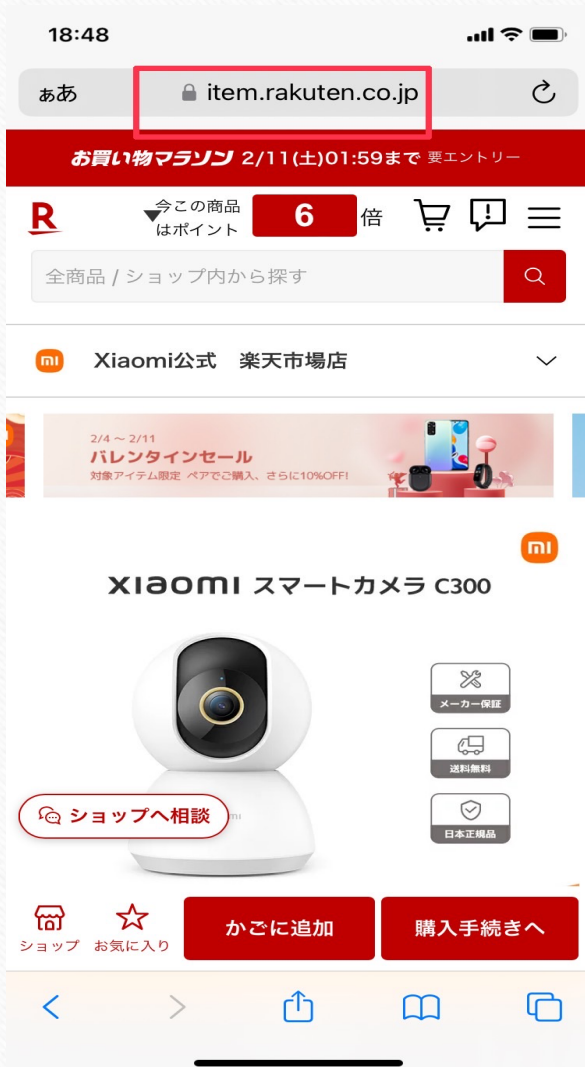 18:48
ぁあ
item.rakuten.co.jp
お買い物マラソン 2/11(土)01:59まで 要エントリー
R
▼今この商品
はポイント
6
倍
全商品 / ショップ内から探す
mi
Xiaomi公式 楽天市場店
2/4 ~ 2/11
バレンタインセール
対象アイテム限定 ペアでご購入、さらに10%OFF!
mi
xiaomi スマートカメラ C300
メーカー保証
送料無料
日本正規品
ショップへ相談
mi
ショップ
お気に入り
かごに追加
購入手続きへ